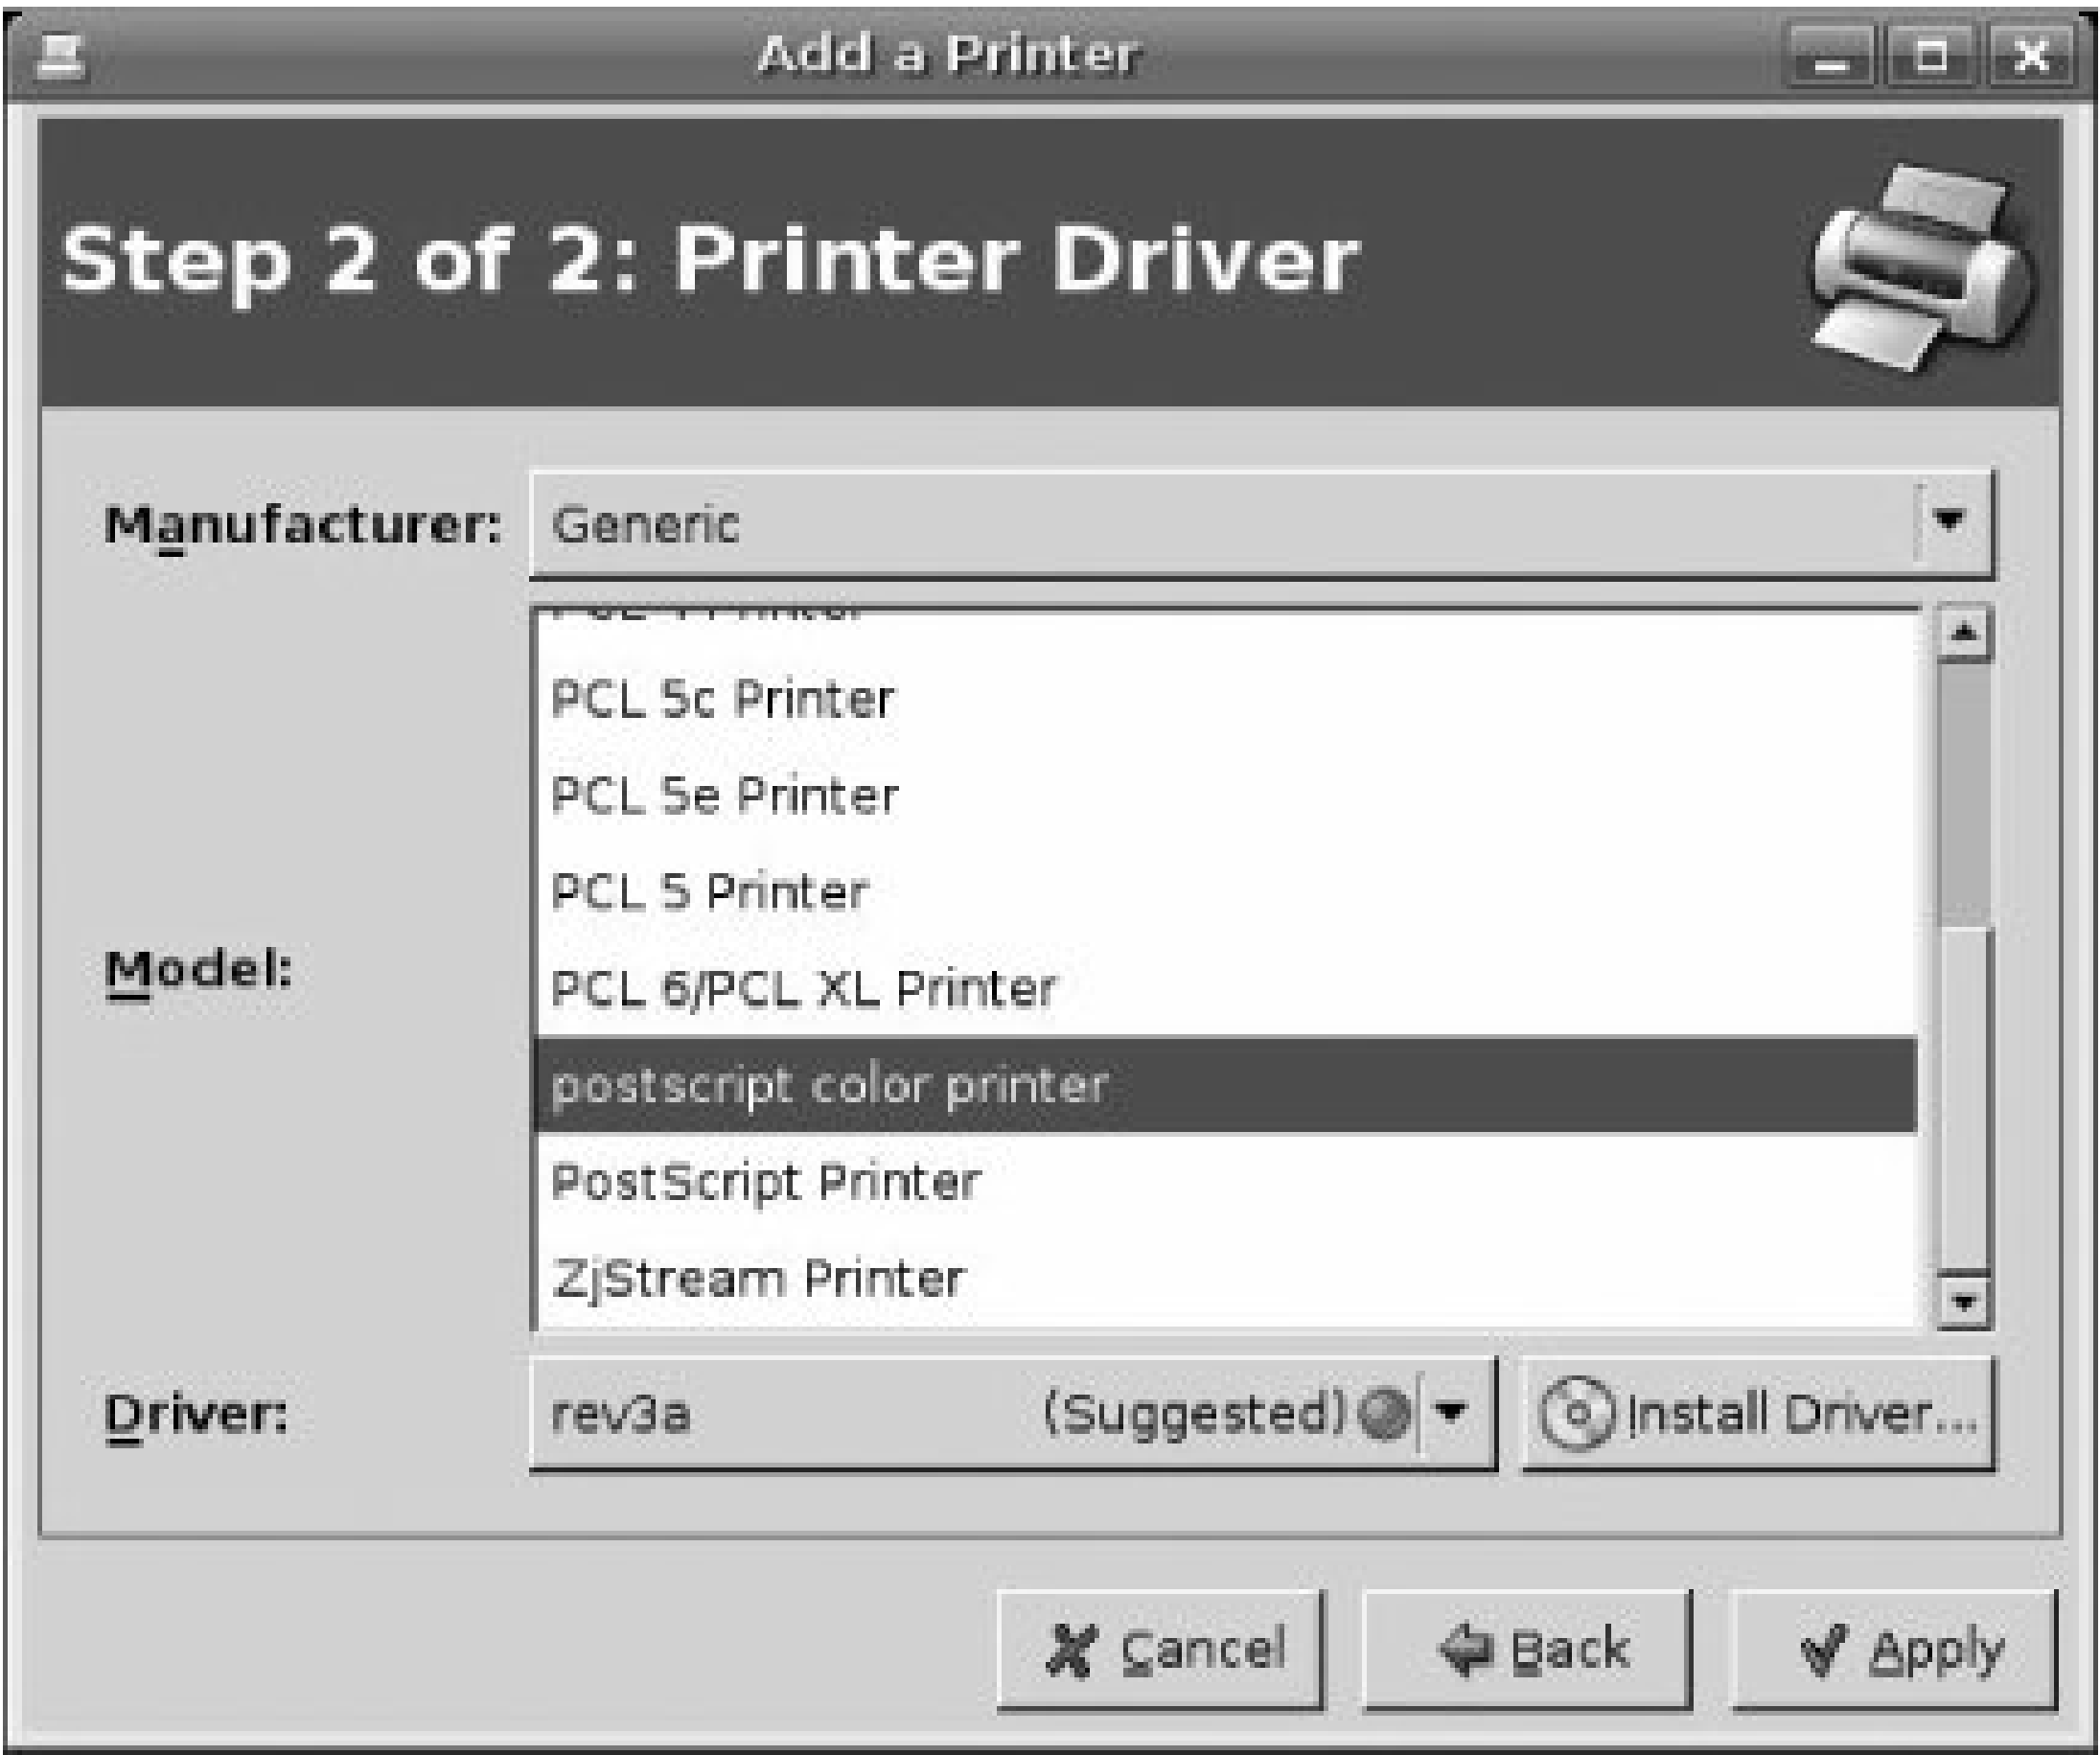 Add a Printer
Step 2 of 2: Printer Driver
Manufacturer: Generic
PCL 5c Printer
PCL 5e Printer
PCL 5 Printer
Model:
PCL 6/PCL XL Printer
postscript color printer
PostScript Printer
ZjStream Printer
Driver: rev3a (Suggested) Install Driver...
Cancel Back Apply